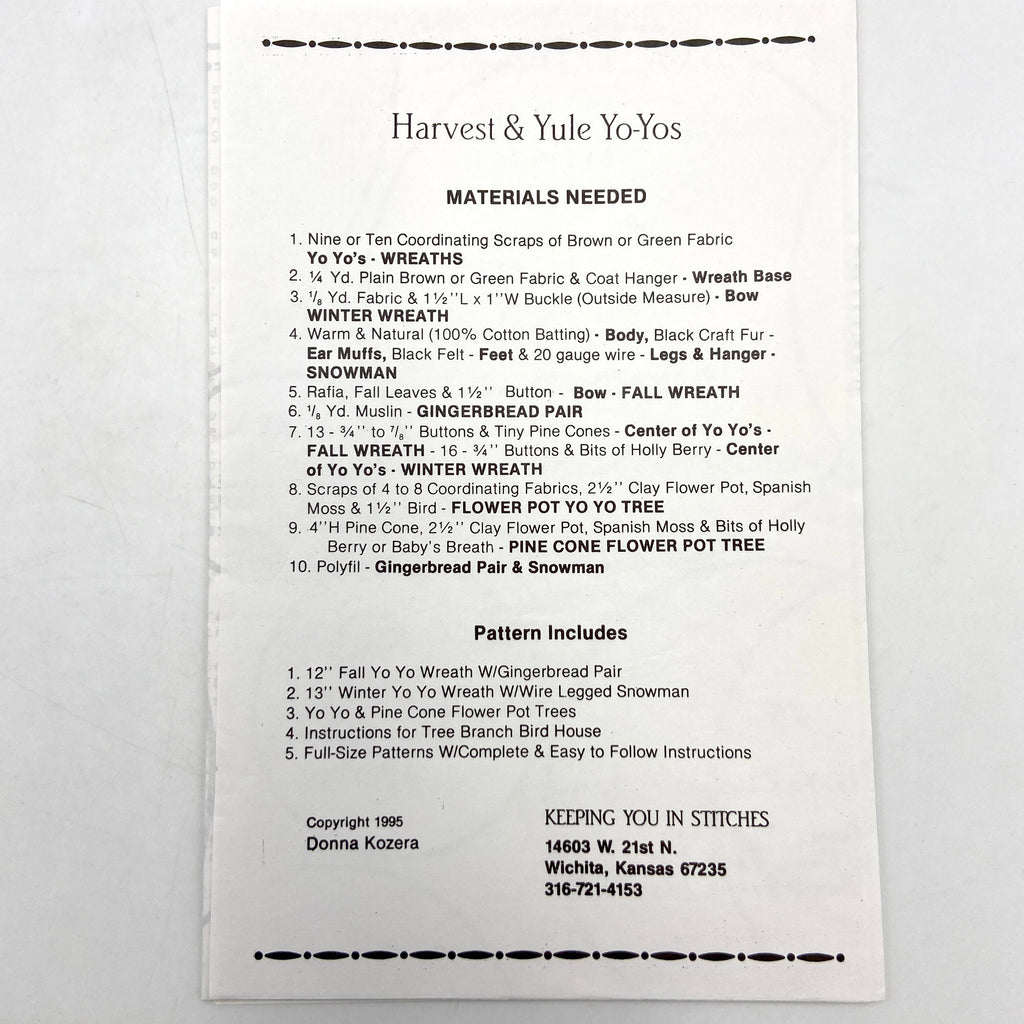 Harvest & Yule Yo-Yos
MATERIALS NEEDED
1. Nine or Ten Coordinating Scraps of Brown or Green Fabric
Yo Yo's - WREATHS
2. ¼ Yd. Plain Brown or Green Fabric & Coat Hanger - Wreath Base
3. ⅛ Yd. Fabric & 1½''L x 1''W Buckle (Outside Measure) - Bow
WINTER WREATH
4. Warm & Natural (100% Cotton Batting) - Body, Black Craft Fur -
Ear Muffs, Black Felt - Feet & 20 gauge wire - Legs & Hanger -
SNOWMAN
5. Rafia, Fall Leaves & 1½'' Button - Bow - FALL WREATH
6. ⅛ Yd. Muslin - GINGERBREAD PAIR
7. 13 - ¾'' to ⅞'' Buttons & Tiny Pine Cones - Center of Yo Yo's -
FALL WREATH - 16 - ¾'' Buttons & Bits of Holly Berry - Center
of Yo Yo's - WINTER WREATH
8. Scraps of 4 to 8 Coordinating Fabrics, 2½'' Clay Flower Pot, Spanish
Moss & 1½'' Bird - FLOWER POT YO YO TREE
9. 4''H Pine Cone, 2½'' Clay Flower Pot, Spanish Moss & Bits of Holly
Berry or Baby's Breath - PINE CONE FLOWER POT TREE
10. Polyfil - Gingerbread Pair & Snowman
Pattern Includes
1. 12'' Fall Yo Yo Wreath W/Gingerbread Pair
2. 13'' Winter Yo Yo Wreath W/Wire Legged Snowman
3. Yo Yo & Pine Cone Flower Pot Trees
4. Instructions for Tree Branch Bird House
5. Full-Size Patterns W/Complete & Easy to Follow Instructions
Copyright 1995
Donna Kozera
KEEPING YOU IN STITCHES
14603 W. 21st N.
Wichita, Kansas 67235
316-721-4153